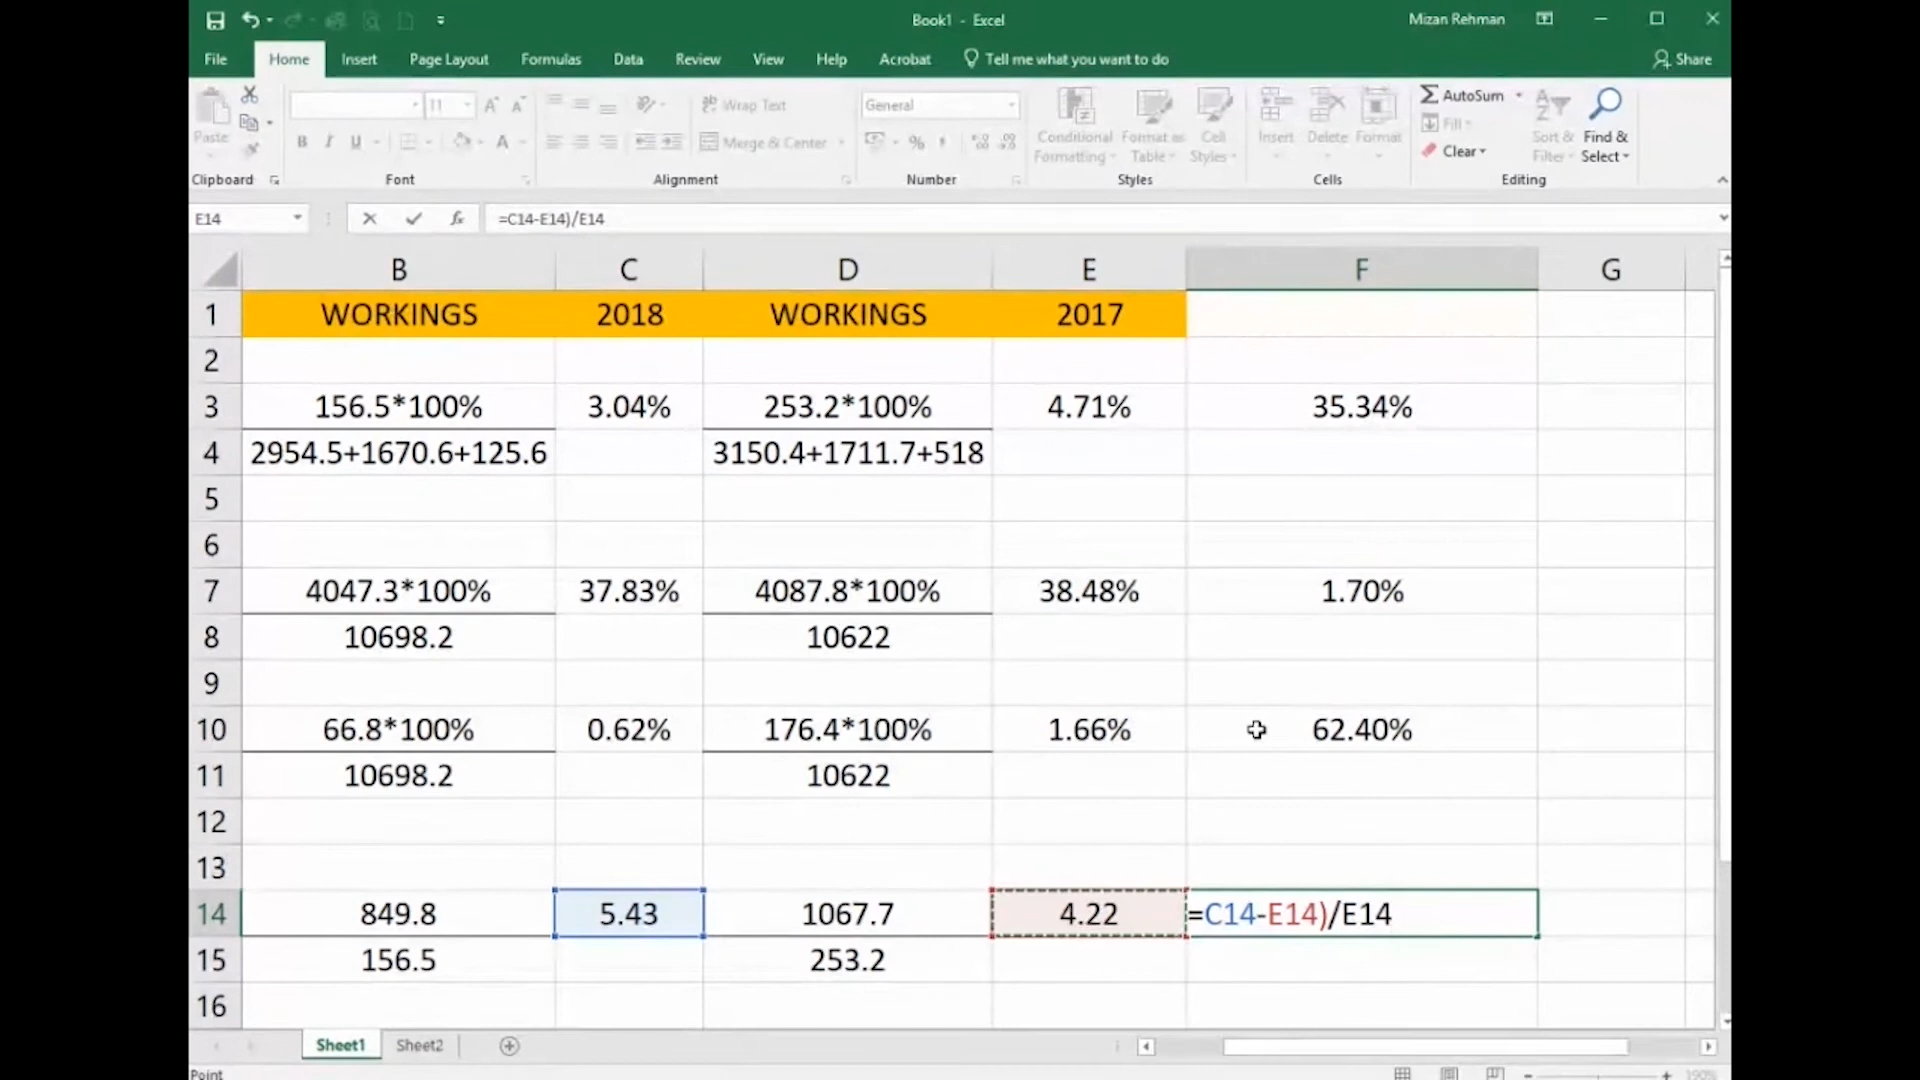 Book1 - Excel
Mizan Rehman
File Home Insert Page Layout Formulas Data Review View Help Acrobat Tell me what you want to do Share
Paste
Clipboard
11
B I U A
Font
Wrap Text
Merge & Center
Alignment
General
%
Number
Conditional Formatting
Format as Table
Cell Styles
Styles
Insert Delete Format
Cells
AutoSum
Fill
Clear
Sort & Filter
Find & Select
Editing
E14 fx =C14-E14)/E14
B C D E F G
1 WORKINGS 2018 WORKINGS 2017
2
3 156.5*100% 3.04% 253.2*100% 4.71% 35.34%
4 2954.5+1670.6+125.6 3150.4+1711.7+518
5
6
7 4047.3*100% 37.83% 4087.8*100% 38.48% 1.70%
8 10698.2 10622
9
10 66.8*100% 0.62% 176.4*100% 1.66% 62.40%
11 10698.2 10622
12
13
14 849.8 5.43 1067.7 4.22 =C14-E14)/E14
15 156.5 253.2
16
Sheet1 Sheet2
Point 190%